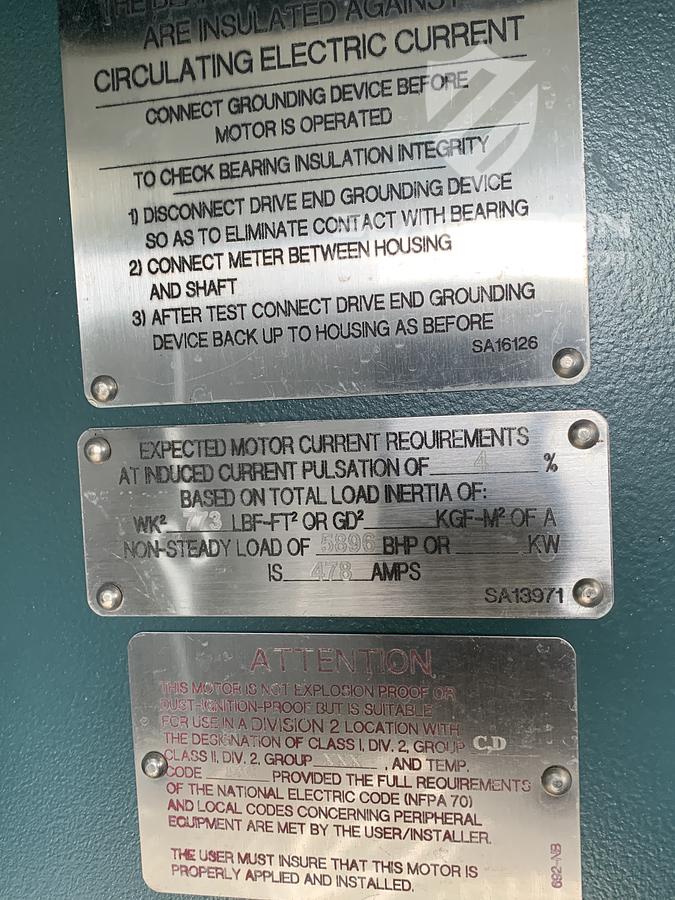 THE BEARINGS
ARE INSULATED AGAINST
CIRCULATING ELECTRIC CURRENT
CONNECT GROUNDING DEVICE BEFORE
MOTOR IS OPERATED
TO CHECK BEARING INSULATION INTEGRITY
1) DISCONNECT DRIVE END GROUNDING DEVICE
SO AS TO ELIMINATE CONTACT WITH BEARING
2) CONNECT METER BETWEEN HOUSING
AND SHAFT
3) AFTER TEST CONNECT DRIVE END GROUNDING
DEVICE BACK UP TO HOUSING AS BEFORE
SA16126
EXPECTED MOTOR CURRENT REQUIREMENTS
AT INDUCED CURRENT PULSATION OF 4 %
BASED ON TOTAL LOAD INERTIA OF:
WK² 773 LBF-FT² OR GD² KGF-M² OF A
NON-STEADY LOAD OF 5896 BHP OR KW
IS 478 AMPS
SA13971
ATTENTION
THIS MOTOR IS NOT EXPLOSION PROOF OR
DUST-IGNITION-PROOF BUT IS SUITABLE
FOR USE IN A DIVISION 2 LOCATION WITH
THE DESIGNATION OF CLASS I, DIV. 2, GROUP C,D
CLASS II, DIV. 2, GROUP XXX , AND TEMP.
CODE PROVIDED THE FULL REQUIREMENTS
OF THE NATIONAL ELECTRIC CODE (NFPA 70)
AND LOCAL CODES CONCERNING PERIPHERAL
EQUIPMENT ARE MET BY THE USER/INSTALLER.
THE USER MUST INSURE THAT THIS MOTOR IS
PROPERLY APPLIED AND INSTALLED.
692-NB